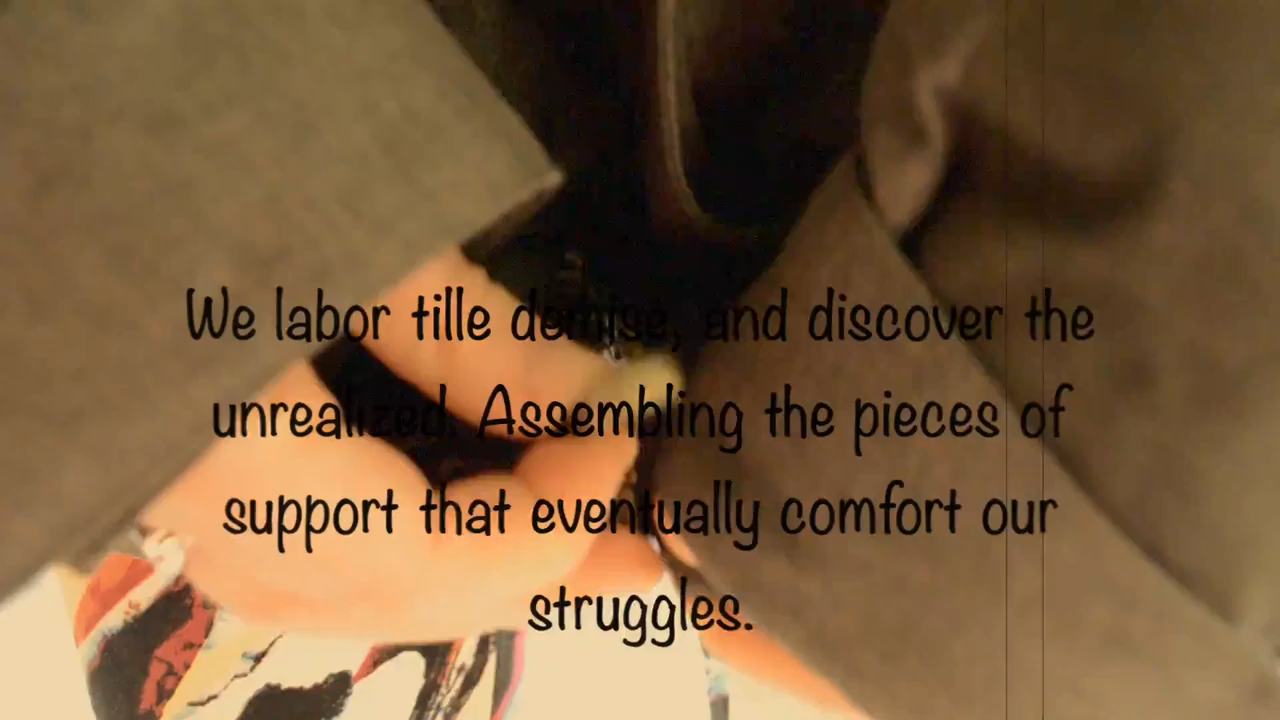 We labor tille demise, and discover the
unrealized. Assembling the pieces of
support that eventually comfort our
struggles.